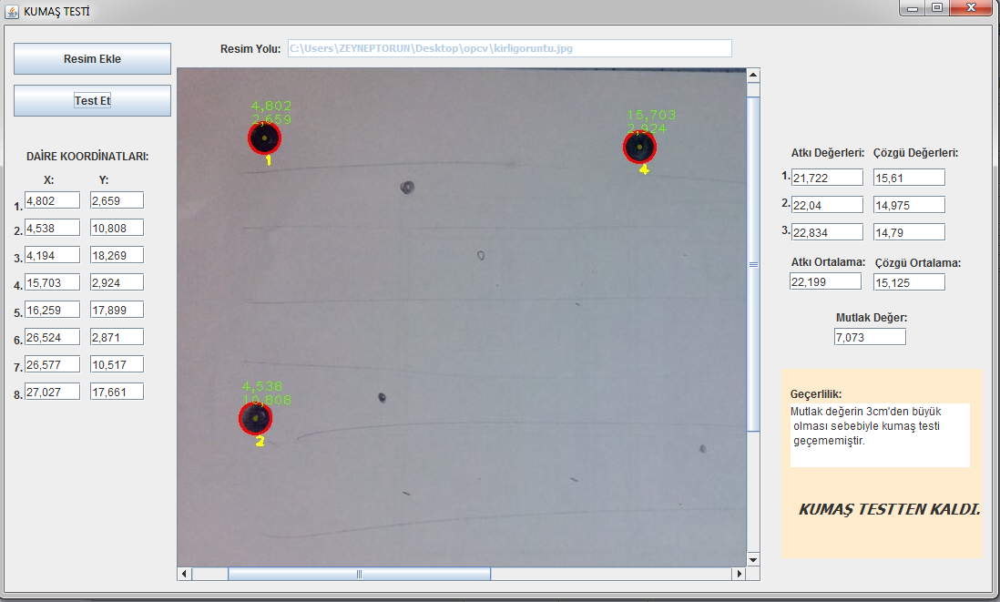 KUMAŞ TESTİ
Resim Ekle
Test Et
Resim Yolu: C:\Users\ZEYNEPTORUN\Desktop\opcv\kirligoruntu.jpg
DAİRE KOORDİNATLARI:
X: Y:
1. 4,802 2,659
2. 4,538 10,808
3. 4,194 18,269
4. 15,703 2,924
5. 16,259 17,899
6. 26,524 2,871
7. 26,577 10,517
8. 27,027 17,661
4,802
2,659
1
15,703
2,924
4
4,538
10,808
2
Atkı Değerleri: Çözgü Değerleri:
1. 21,722 15,61
2. 22,04 14,975
3. 22,834 14,79
Atkı Ortalama: Çözgü Ortalama:
22,199 15,125
Mutlak Değer:
7,073
Geçerlilik:
Mutlak değerin 3cm'den büyük
olması sebebiyle kumaş testi
geçememiştir.
KUMAŞ TESTTEN KALDI.